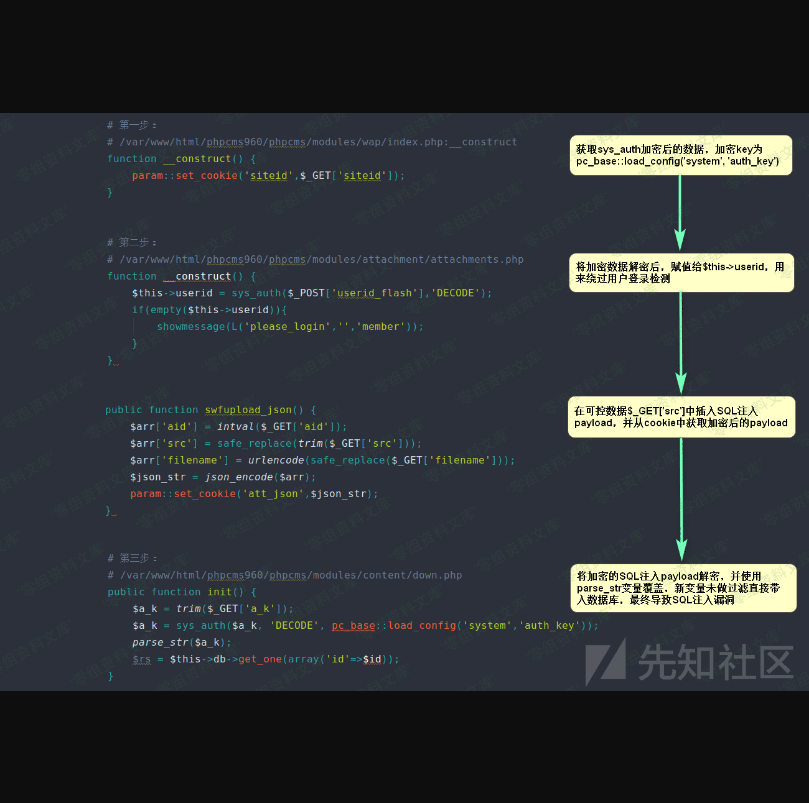 # 第一步：
# /var/www/html/phpcms960/phpcms/modules/wap/index.php:__construct
function __construct() {
param::set_cookie('siteid',$_GET['siteid']);
}
# 第二步：
# /var/www/html/phpcms960/phpcms/modules/attachment/attachments.php
function __construct() {
$this->userid = sys_auth($_POST['userid_flash'],'DECODE');
if(empty($this->userid)){
showmessage(L('please_login','','member'));
}
}_
public function swfupload_json() {
$arr['aid'] = intval($_GET['aid']);
$arr['src'] = safe_replace(trim($_GET['src']));
$arr['filename'] = urlencode(safe_replace($_GET['filename']));
$json_str = json_encode($arr);
param::set_cookie('att_json',$json_str);
}_
# 第三步：
# /var/www/html/phpcms960/phpcms/modules/content/down.php
public function init() {
$a_k = trim($_GET['a_k']);
$a_k = sys_auth($a_k, 'DECODE', pc_base::load_config('system','auth_key'));
parse_str($a_k);
$rs = $this->db->get_one(array('id'=>$id));
}
获取sys_auth加密后的数据，加密key为
pc_base::load_config('system', 'auth_key')
将加密数据解密后，赋值给$this->userid，用
来绕过用户登录检测
在可控数据$_GET['src']中插入SQL注入
payload，并从cookie中获取加密后的payload
将加密的SQL注入payload解密，并使用
parse_str变量覆盖，新变量未做过滤直接带
入数据库，最终导致SQL注入漏洞
先知社区